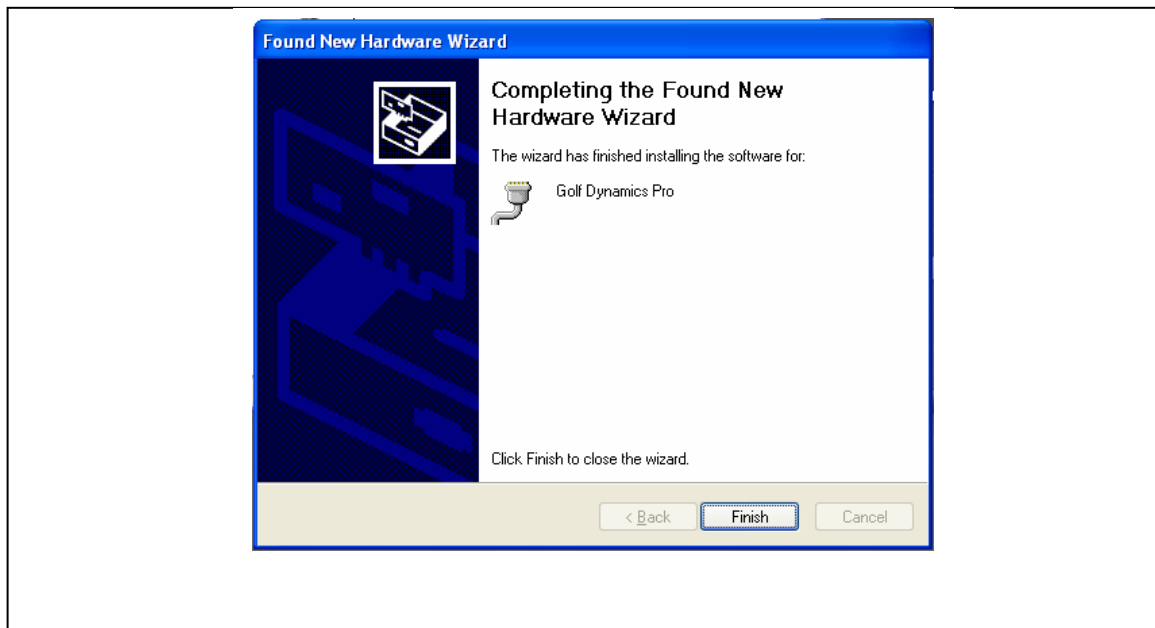 Found New Hardware Wizard
Completing the Found New
Hardware Wizard
The wizard has finished installing the software for:
Golf Dynamics Pro
Click Finish to close the wizard.
< Back Finish Cancel